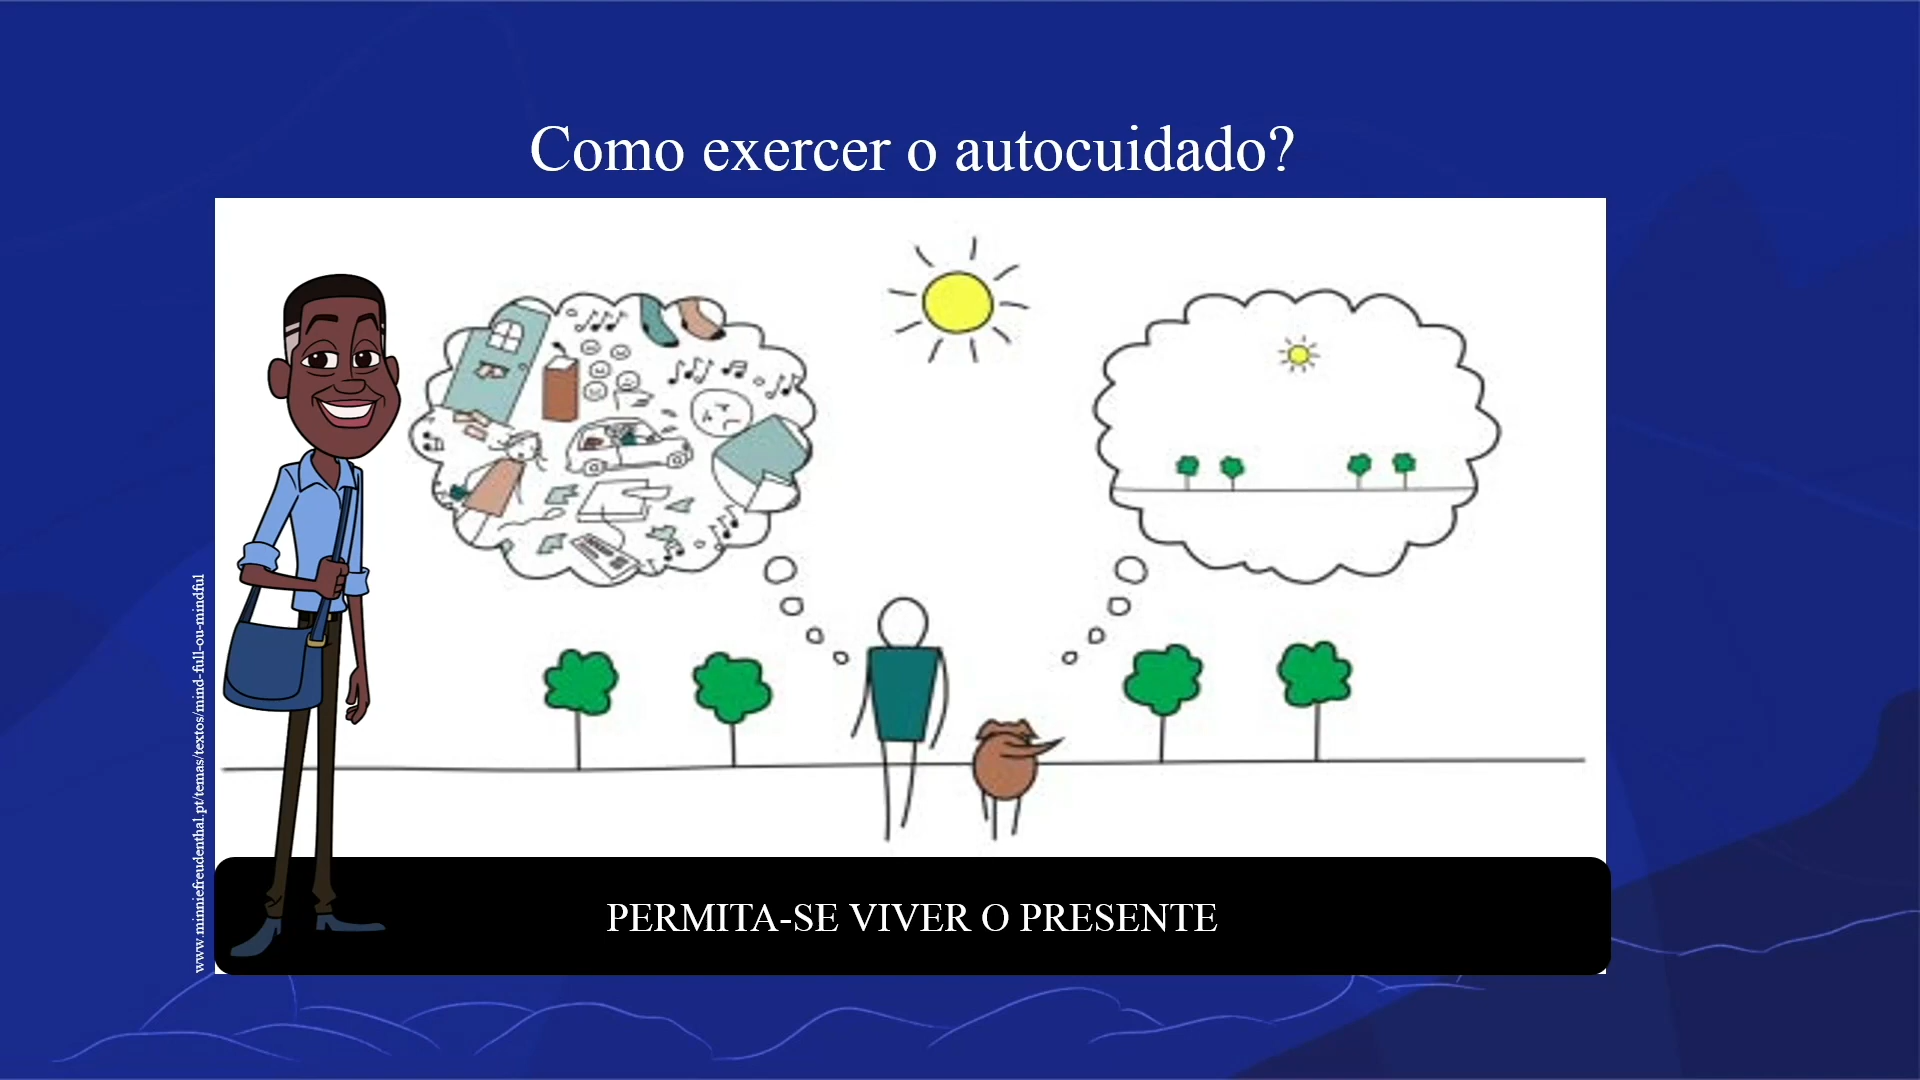 Como exercer o autocuidado?
www.minniefreudenthal.pt/temas/textos/mind-full-ou-mindful
PERMITA-SE VIVER O PRESENTE